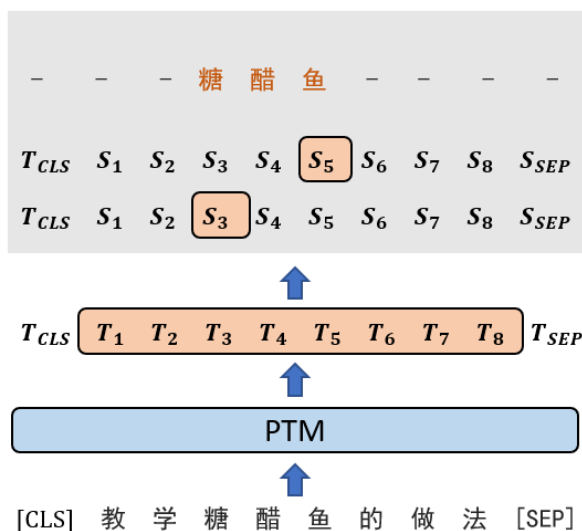 – – – 糖 醋 鱼 – – – –
T_CLS S_1 S_2 S_3 S_4 S_5 S_6 S_7 S_8 S_SEP
T_CLS S_1 S_2 S_3 S_4 S_5 S_6 S_7 S_8 S_SEP
T_CLS T_1 T_2 T_3 T_4 T_5 T_6 T_7 T_8 T_SEP
PTM
[CLS] 教 学 糖 醋 鱼 的 做 法 [SEP]